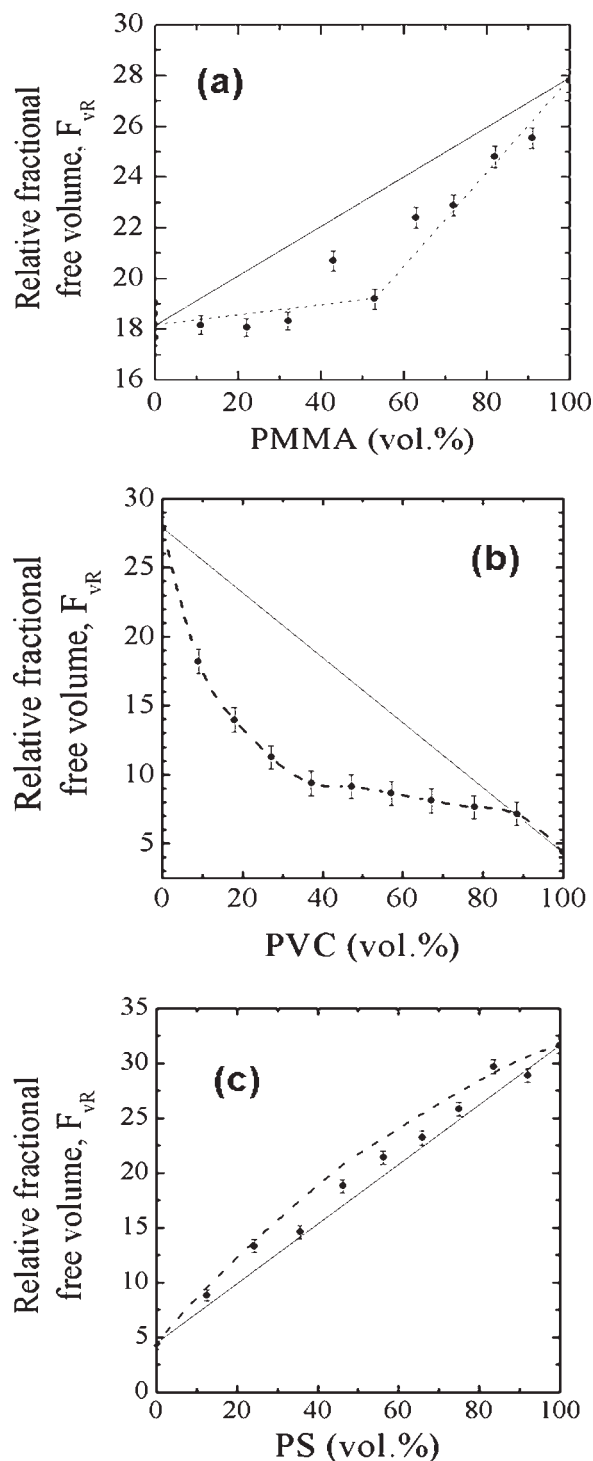 30
28
26
24
22
20
18
16
Relative fractional
free volume, FvR
(a)
0 20 40 60 80 100
PMMA (vol.%)
30
25
20
15
10
5
Relative fractional
free volume, FvR
(b)
0 20 40 60 80 100
PVC (vol.%)
35
30
25
20
15
10
5
0
Relative fractional
free volume, FvR
(c)
0 20 40 60 80 100
PS (vol.%)